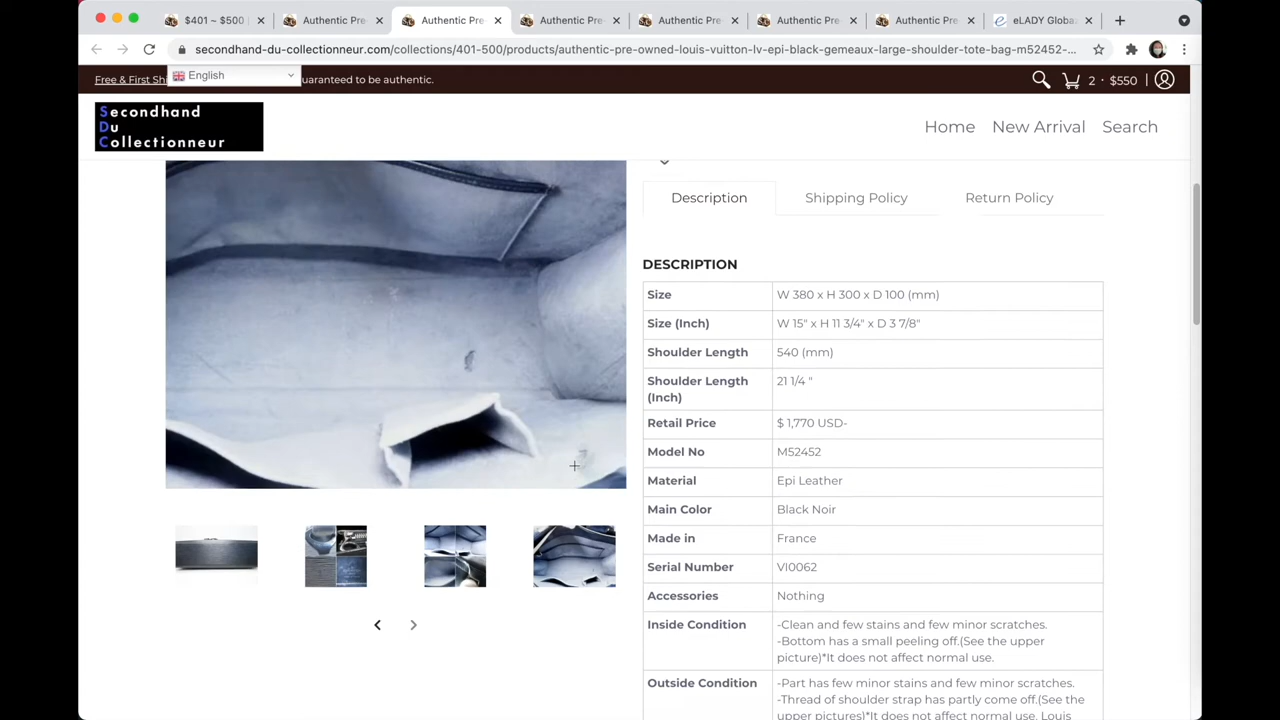 $401 ~ $500
Authentic Pre-
Authentic Pre-
Authentic Pre-
Authentic Pre-
Authentic Pre-
Authentic Pre-
eLADY Globa
secondhand-du-collectionneur.com/collections/401-500/products/authentic-pre-owned-louis-vuitton-lv-epi-black-gemeaux-large-shoulder-tote-bag-m52452-...
Free & First Shi
English
uaranteed to be authentic.
2 · $550
Secondhand
Du
Collectionneur
Home
New Arrival
Search
Description
Shipping Policy
Return Policy
DESCRIPTION
Size W 380 x H 300 x D 100 (mm)
Size (Inch) W 15" x H 11 3/4" x D 3 7/8"
Shoulder Length 540 (mm)
Shoulder Length 21 1/4 "
(Inch)
Retail Price $ 1,770 USD-
Model No M52452
Material Epi Leather
Main Color Black Noir
Made in France
Serial Number VI0062
Accessories Nothing
Inside Condition -Clean and few stains and few minor scratches.
-Bottom has a small peeling off.(See the upper
picture)*It does not affect normal use.
Outside Condition -Part has few minor stains and few minor scratches.
-Thread of shoulder strap has partly come off.(See the
upper pictures)*It does not affect normal use. Louis